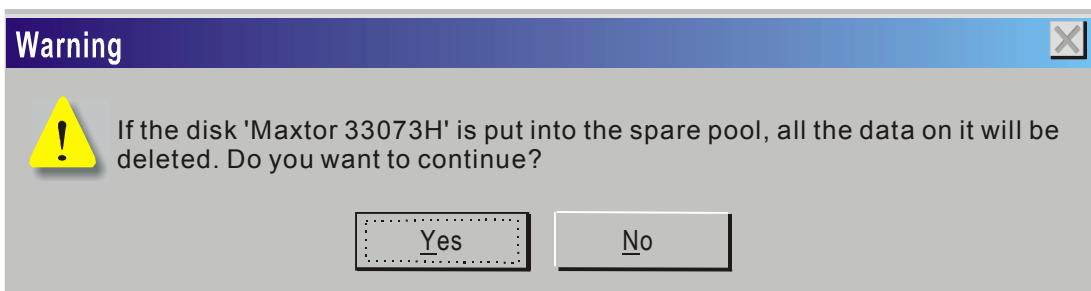 Warning
If the disk 'Maxtor 33073H' is put into the spare pool, all the data on it will be
deleted. Do you want to continue?
Yes No